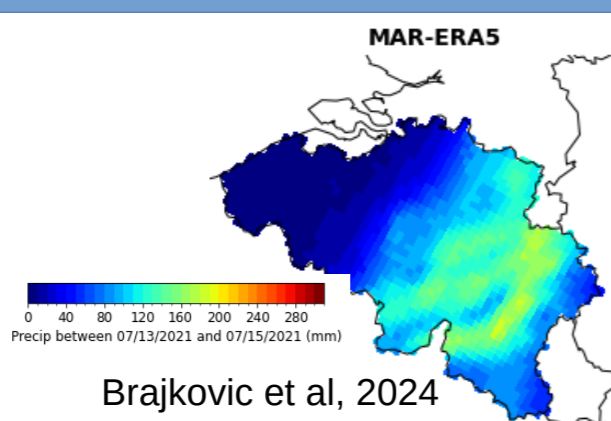 MAR-ERA5
0 40 80 120 160 200 240 280
Precip between 07/13/2021 and 07/15/2021 (mm)
Brajkovic et al, 2024